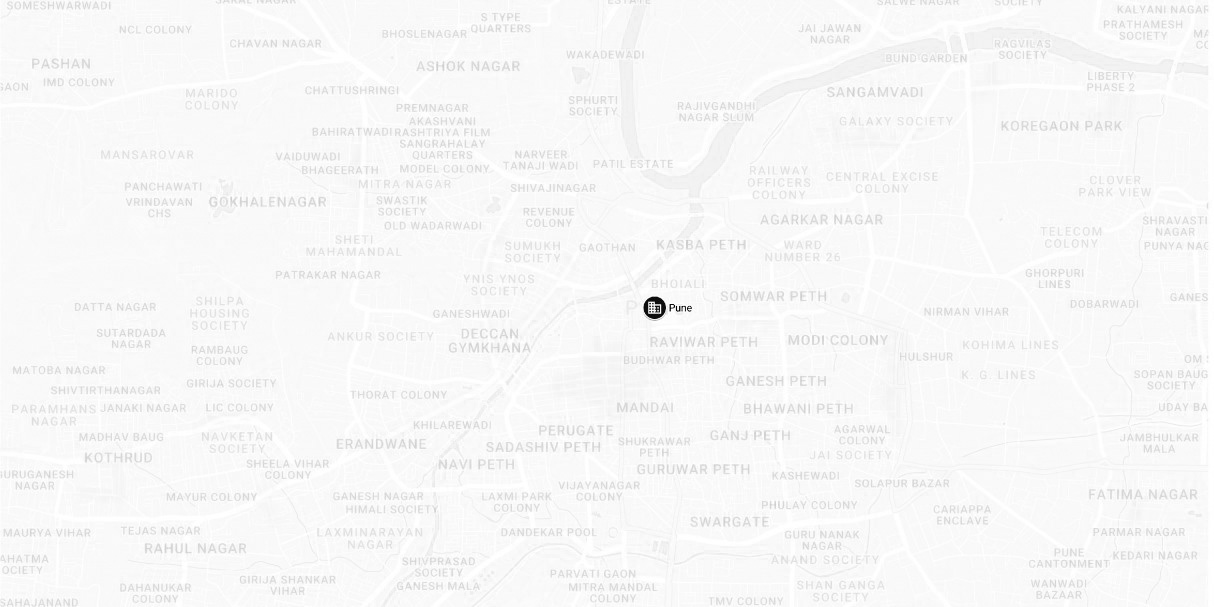 SOMESHWARWADI
SARAL NAGAR
ESTATE
SALWE NAGAR
SOCIETY
KALYANI NAGAR
NCL COLONY
S TYPE
QUARTERS
BHOSLENAGAR
JAI JAWAN
NAGAR
PRATHAMESH
SOCIETY
CHAVAN NAGAR
WAKADEWADI
RAGVILAS
SOCIETY
BUND GARDEN
PASHAN
IMD COLONY
ASHOK NAGAR
LIBERTY
PHASE 2
MARIDO
COLONY
CHATTUSHRINGI
SPHURTI
SOCIETY
RAJIVGANDHI
NAGAR SLUM
SANGAMVADI
PREMNAGAR
AKASHVANI
BAHIRATWADI
RASHTRIYA FILM
SANGRAHALAY
QUARTERS
GALAXY SOCIETY
KOREGAON PARK
MANSAROVAR
VAIDUWADI
BHAGEERATH
MODEL COLONY
NARVEER
TANAJI WADI
PATIL ESTATE
RAILWAY
OFFICERS
COLONY
CENTRAL EXCISE
COLONY
CLOVER
PARK VIEW
PANCHAWATI
VRINDAVAN
CHS
GOKHALENAGAR
MITRA NAGAR
SWASTIK
SOCIETY
SHIVAJINAGAR
OLD WADARWADI
REVENUE
COLONY
AGARKAR NAGAR
SHRAVASTI
NAGAR
PUNYA NAG
SHETI
MAHAMANDAL
SUMUKH
SOCIETY
GAOTHAN
KASBA PETH
WARD
NUMBER 26
TELECOM
COLONY
PATRAKAR NAGAR
YNIS YNOS
SOCIETY
BHOIALI
GHORPURI
LINES
DATTA NAGAR
SHILPA
HOUSING
SOCIETY
GANESHWADI
Pune
SOMWAR PETH
NIRMAN VIHAR
DOBARWADI
GANES
SUTARDADA
NAGAR
ANKUR SOCIETY
DECCAN
GYMKHANA
RAVIWAR PETH
MODI COLONY
KOHIMA LINES
RAMBAUG
COLONY
BUDHWAR PETH
HULSHUR
OM S
MATOBA NAGAR
K. G. LINES
SOPAN BAUG
SOCIETY
SHIVTIRTHANAGAR
GIRIJA SOCIETY
THORAT COLONY
GANESH PETH
PARAMHANS
NAGAR
JANAKI NAGAR
LIC COLONY
MANDAI
BHAWANI PETH
UDAY BA
MADHAV BAUG
NAVKETAN
SOCIETY
ERANDWANE
KHILAREWADI
PERUGATE
SADASHIV PETH
SHUKRAWAR
PETH
GANJ PETH
AGARWAL
COLONY
JAMBHULKAR
MALA
KOTHRUD
SHEELA VIHAR
COLONY
NAVI PETH
GURUWAR PETH
JAI SOCIETY
URUGANESH
NAGAR
KASHEWADI
SOLAPUR BAZAR
MAYUR COLONY
GANESH NAGAR
HIMALI SOCIETY
LAXMI PARK
COLONY
VIJAYANAGAR
COLONY
PHULAY COLONY
FATIMA NAGAR
CARIAPPA
ENCLAVE
SWARGATE
MAURYA VIHAR
TEJAS NAGAR
LAXMINARAYAN
NAGAR
DANDEKAR POOL
GURU NANAK
NAGAR
PARMAR NAGAR
RAHUL NAGAR
ANAND SOCIETY
PUNE
CANTONMENT
KEDARI NAGAR
AHATMA
OCIETY
SHIVPRASAD
SOCIETY
GANESH MALA
PARVATI GAON
MITRA MANDAL
COLONY
SHAN GANGA
SOCIETY
WANWADI
BAZAAR
DAHANUKAR
COLONY
GIRIJA SHANKAR
VIHAR
TMV COLONY
SAHAJANAND